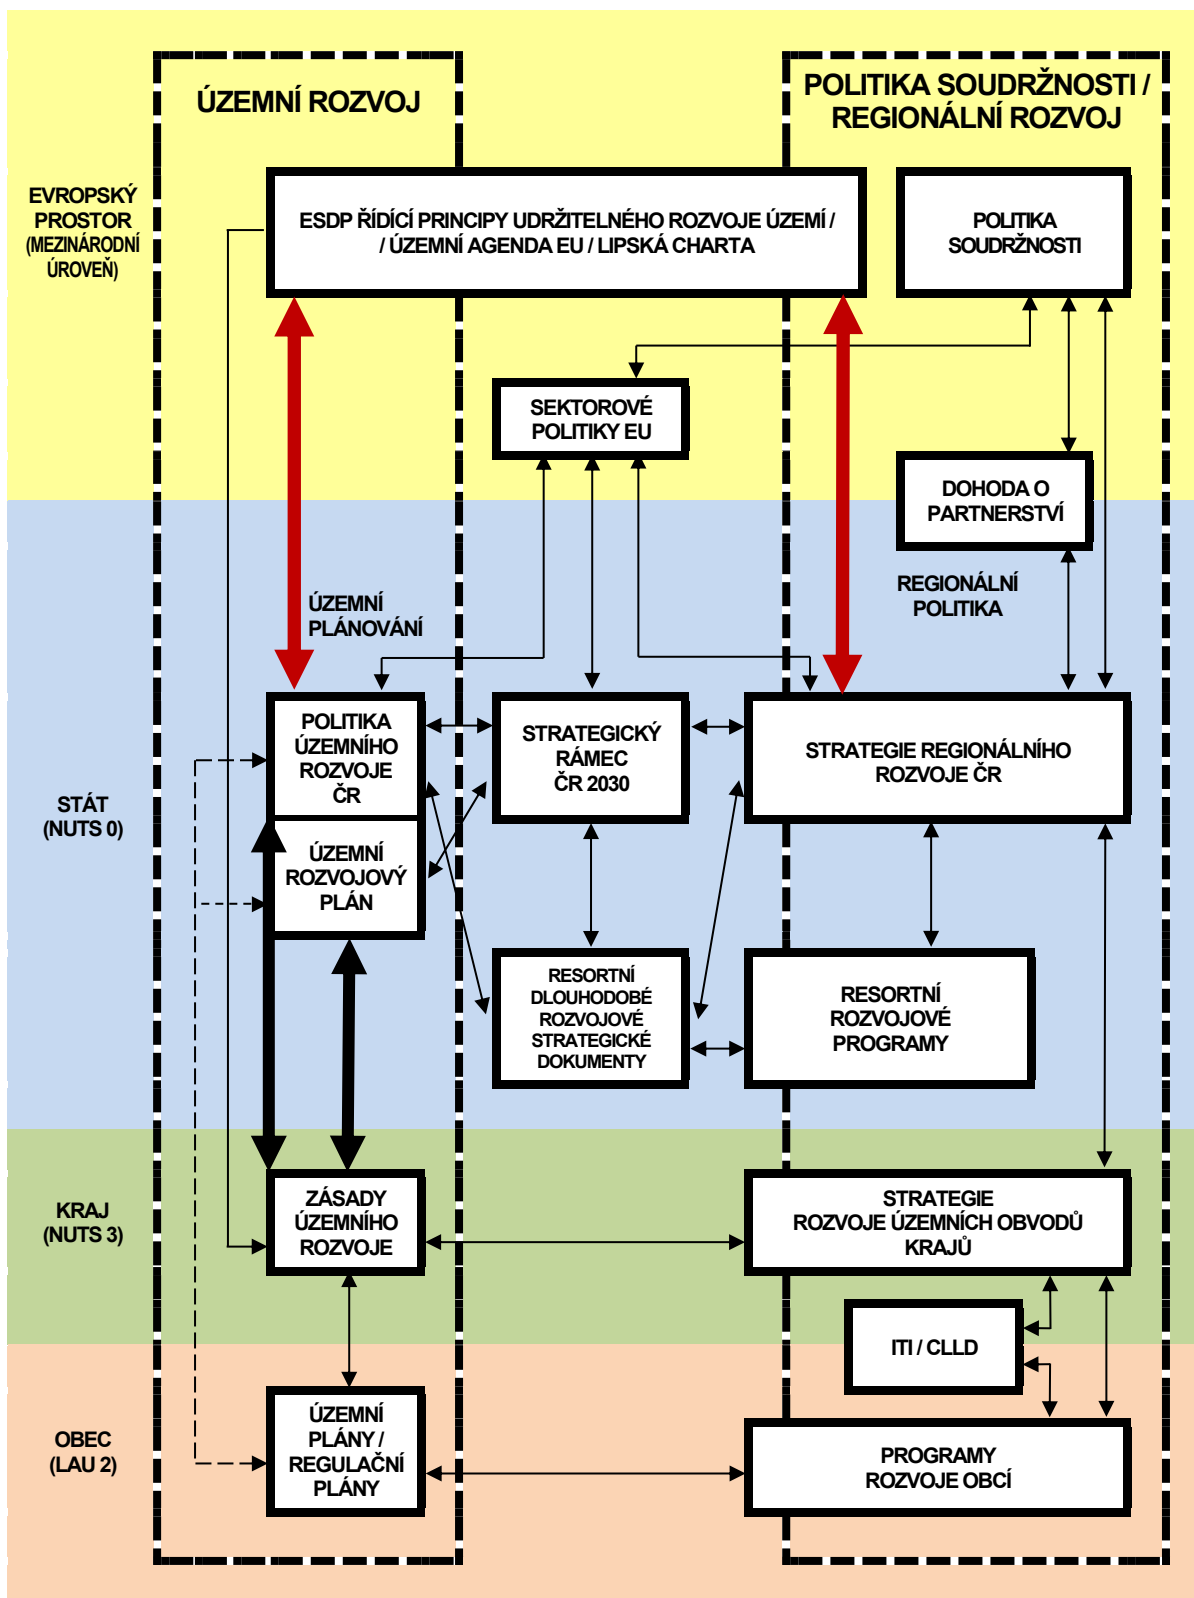 ÚZEMNÍ ROZVOJ
POLITIKA SOUDRŽNOSTI /
REGIONÁLNÍ ROZVOJ
EVROPSKÝ
PROSTOR
(MEZINÁRODNÍ
ÚROVEŇ)
ESDP ŘÍDÍCÍ PRINCIPY UDRŽITELNÉHO ROZVOJE ÚZEMÍ /
/ ÚZEMNÍ AGENDA EU / LIPSKÁ CHARTA
POLITIKA
SOUDRŽNOSTI
SEKTOROVÉ
POLITIKY EU
DOHODA O
PARTNERSTVÍ
ÚZEMNÍ
PLÁNOVÁNÍ
REGIONÁLNÍ
POLITIKA
STÁT
(NUTS 0)
POLITIKA
ÚZEMNÍHO
ROZVOJE
ČR
STRATEGICKÝ
RÁMEC
ČR 2030
STRATEGIE REGIONÁLNÍHO
ROZVOJE ČR
ÚZEMNÍ
ROZVOJOVÝ
PLÁN
RESORTNÍ
DLOUHODOBÉ
ROZVOJOVÉ
STRATEGICKÉ
DOKUMENTY
RESORTNÍ
ROZVOJOVÉ
PROGRAMY
KRAJ
(NUTS 3)
ZÁSADY
ÚZEMNÍHO
ROZVOJE
STRATEGIE
ROZVOJE ÚZEMNÍCH OBVODŮ
KRAJŮ
ITI / CLLD
OBEC
(LAU 2)
ÚZEMNÍ
PLÁNY /
REGULAČNÍ
PLÁNY
PROGRAMY
ROZVOJE OBCÍ